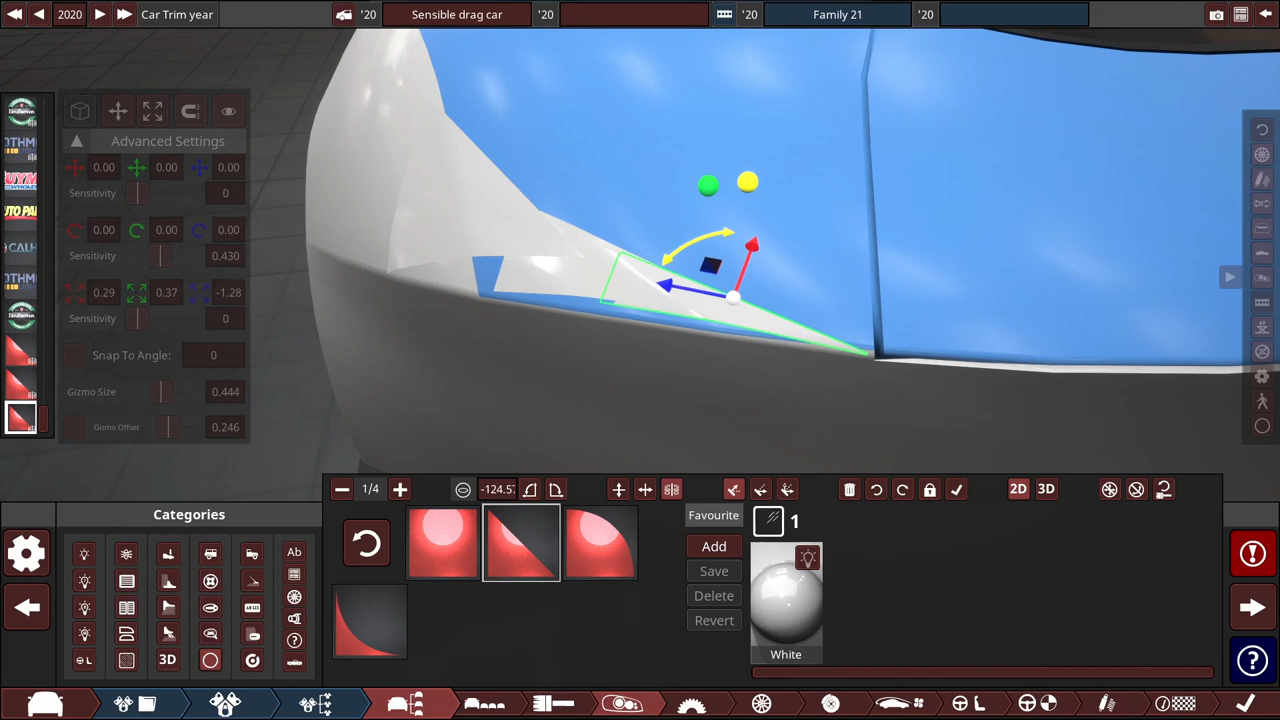 2020 Car Trim year '20 Sensible drag car '20 '20 Family 21 '20
Advanced Settings
0.00 0.00 0.00
Sensitivity 0
0.00 0.00 0.00
Sensitivity 0.430
0.29 0.37 -1.28
Sensitivity 0
Snap To Angle: 0
Gizmo Size 0.444
Gizmo Offset 0.246
1/4 -124.5 2D 3D
Categories
Ab
3D
L
Favourite
Add
Save
Delete
Revert
1
White